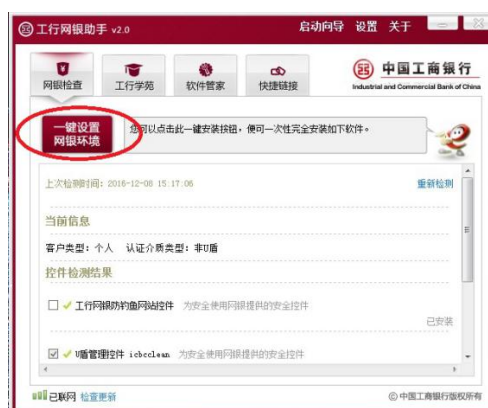 工行网银助手 v2.0
启动向导 设置 关于
网银检查
工行学苑
软件管家
快捷链接
中国工商银行
Industrial and Commercial Bank of China
一键设置
网银环境
您可以点击此一键安装按钮，便可一次性完全安装如下软件。
上次检测时间：2016-12-08 15:17:06
重新检测
当前信息
客户类型：个人 认证介质类型：非U盾
控件检测结果
工行网银防钓鱼网站控件 为安全使用网银提供的安全控件
已安装
U盾管理控件 icbcclean 为安全使用网银提供的安全控件
已联网 检查更新
© 中国工商银行版权所有